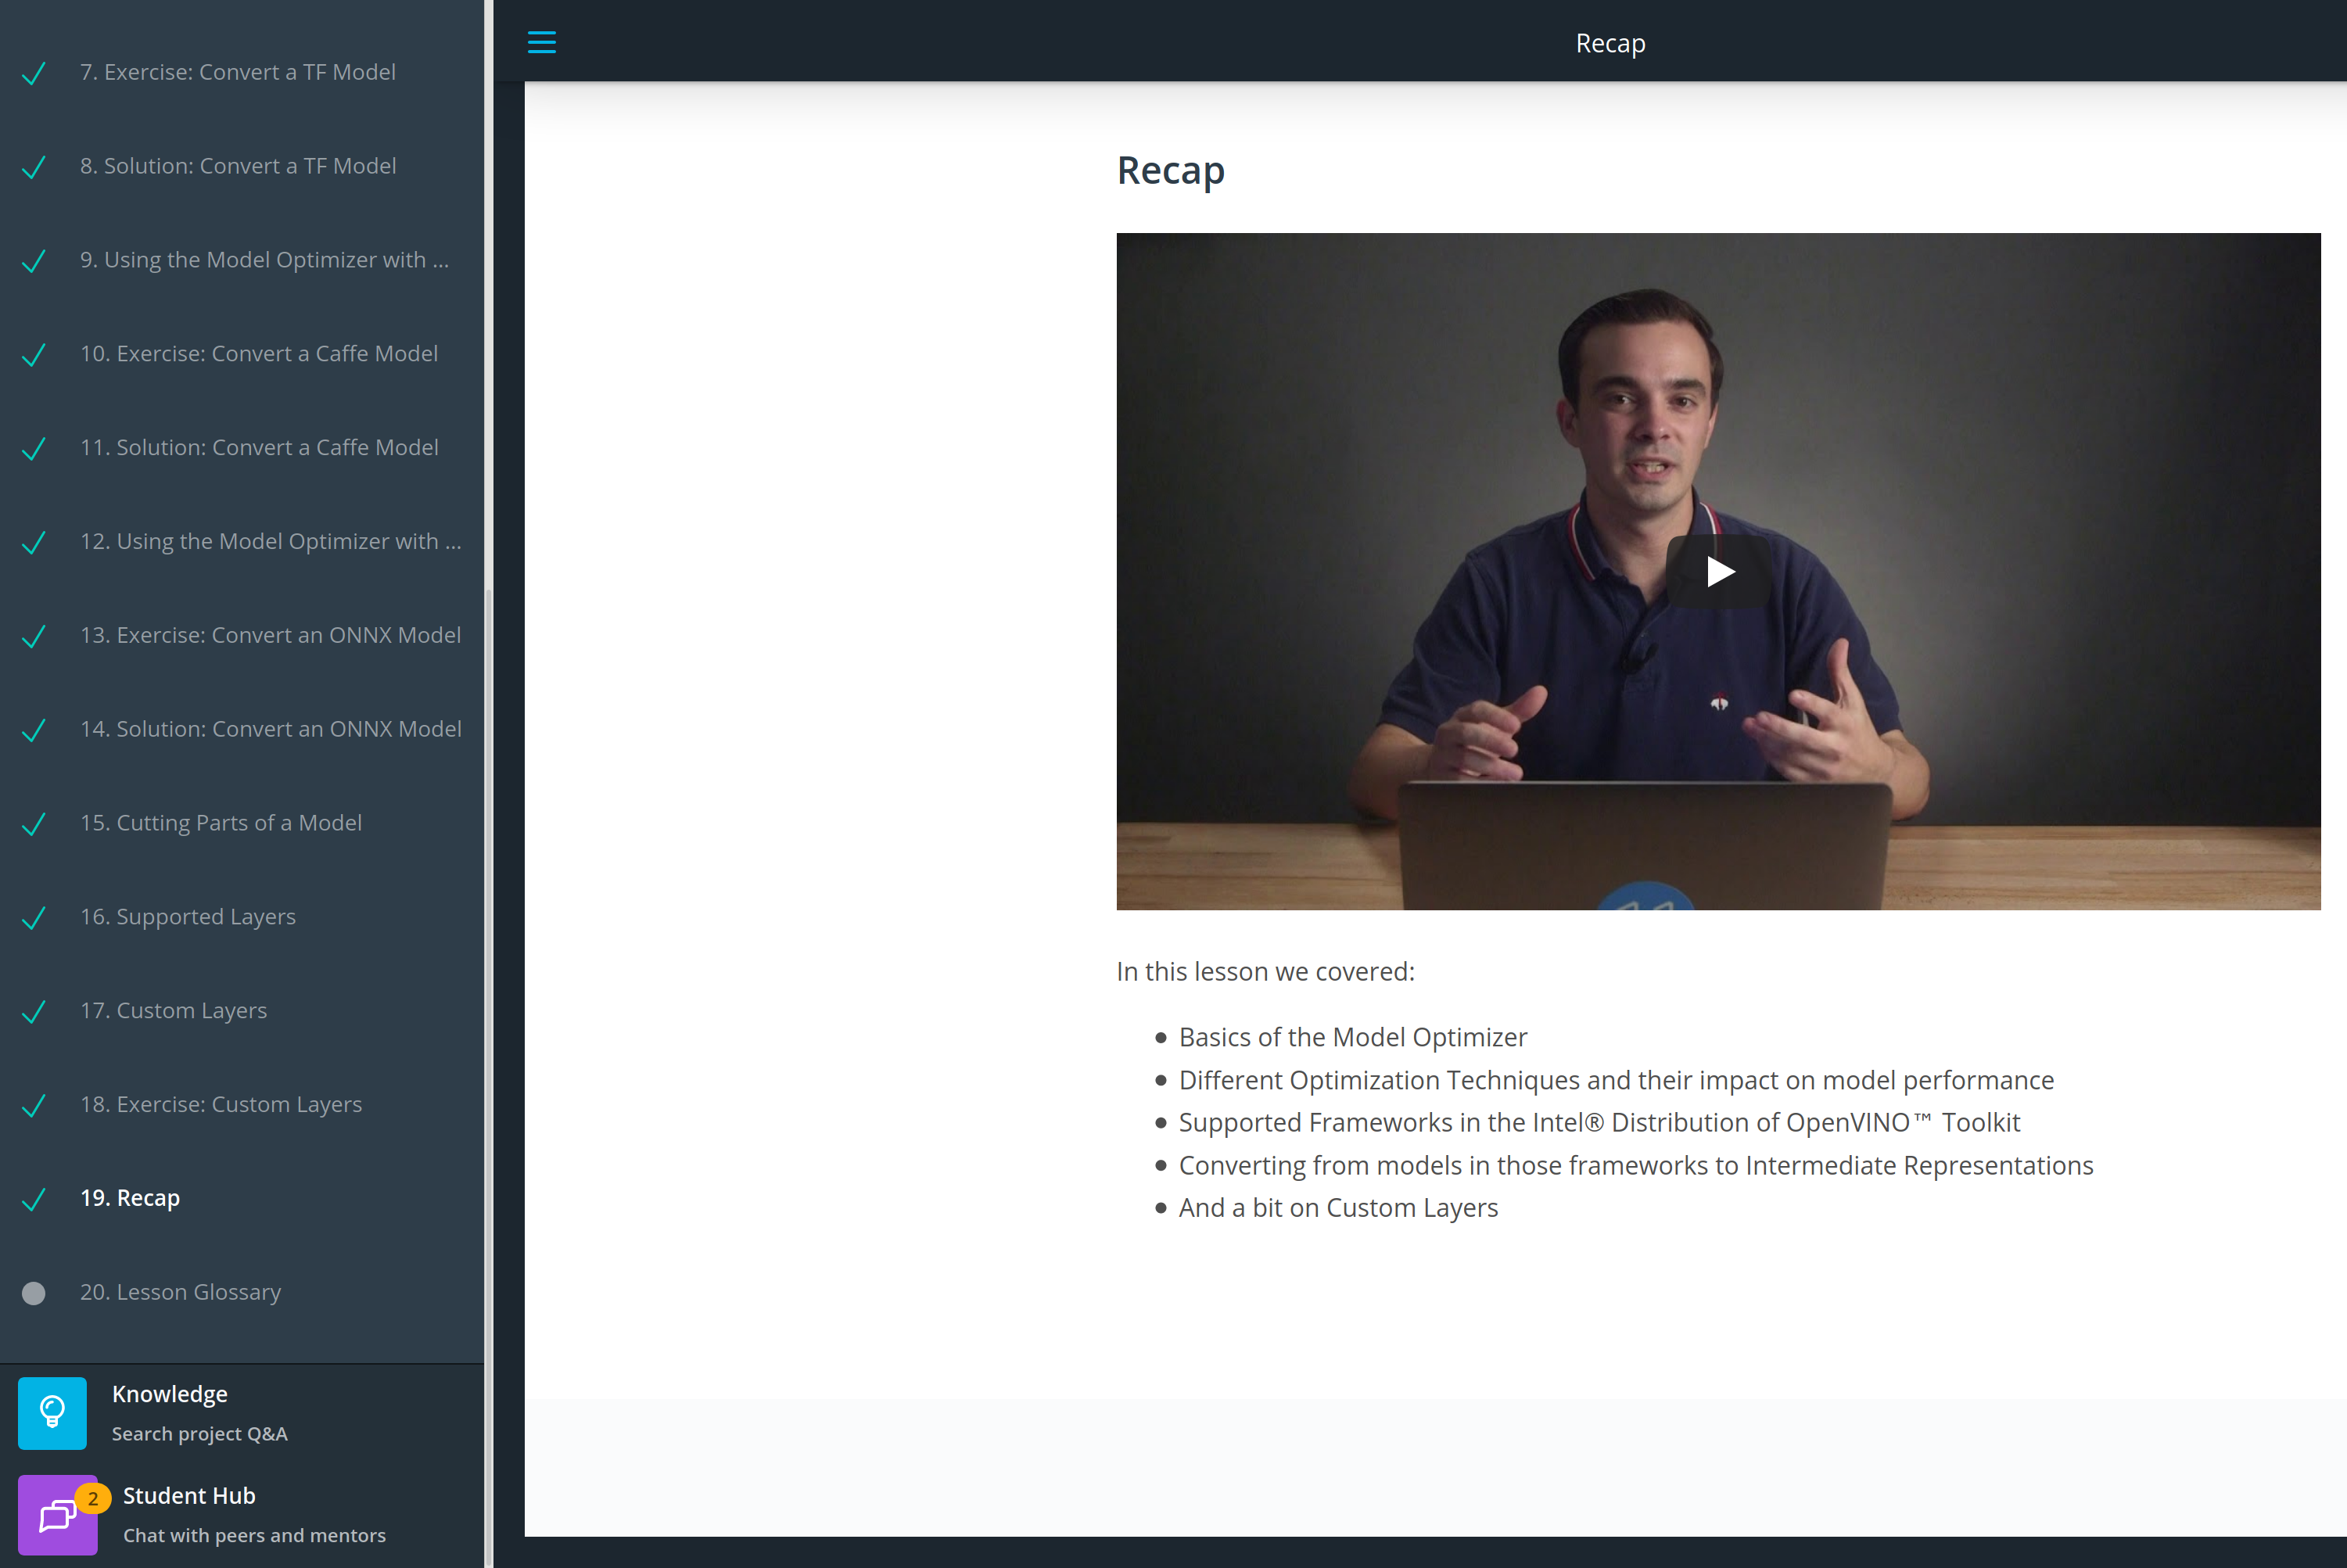 7. Exercise: Convert a TF Model
8. Solution: Convert a TF Model
9. Using the Model Optimizer with ...
10. Exercise: Convert a Caffe Model
11. Solution: Convert a Caffe Model
12. Using the Model Optimizer with ...
13. Exercise: Convert an ONNX Model
14. Solution: Convert an ONNX Model
15. Cutting Parts of a Model
16. Supported Layers
17. Custom Layers
18. Exercise: Custom Layers
19. Recap
20. Lesson Glossary
Knowledge
Search project Q&A
2
Student Hub
Chat with peers and mentors
Recap
Recap
In this lesson we covered:
● Basics of the Model Optimizer
● Different Optimization Techniques and their impact on model performance
● Supported Frameworks in the Intel® Distribution of OpenVINO™ Toolkit
● Converting from models in those frameworks to Intermediate Representations
● And a bit on Custom Layers